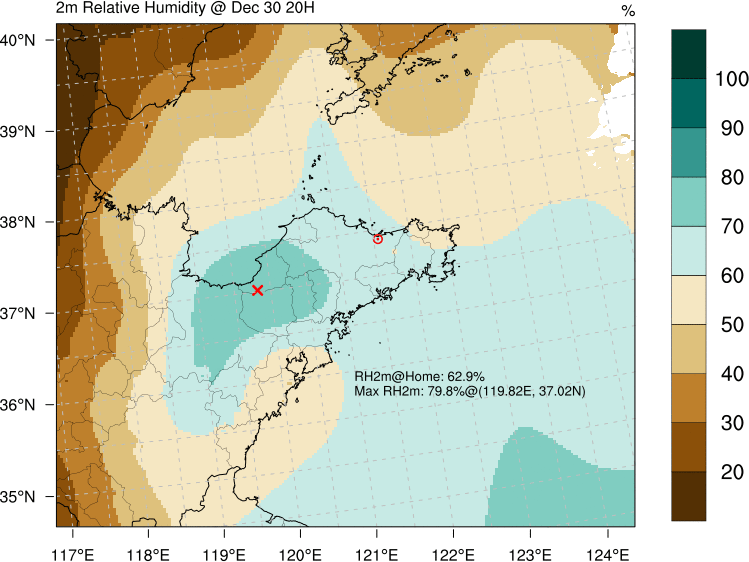 2m Relative Humidity @ Dec 30 20H
%
40°N
39°N
38°N
37°N
36°N
35°N
117°E
118°E
119°E
120°E
121°E
122°E
123°E
124°E
RH2m@Home: 62.9%
Max RH2m: 79.8%@(119.82E, 37.02N)
100
90
80
70
60
50
40
30
20